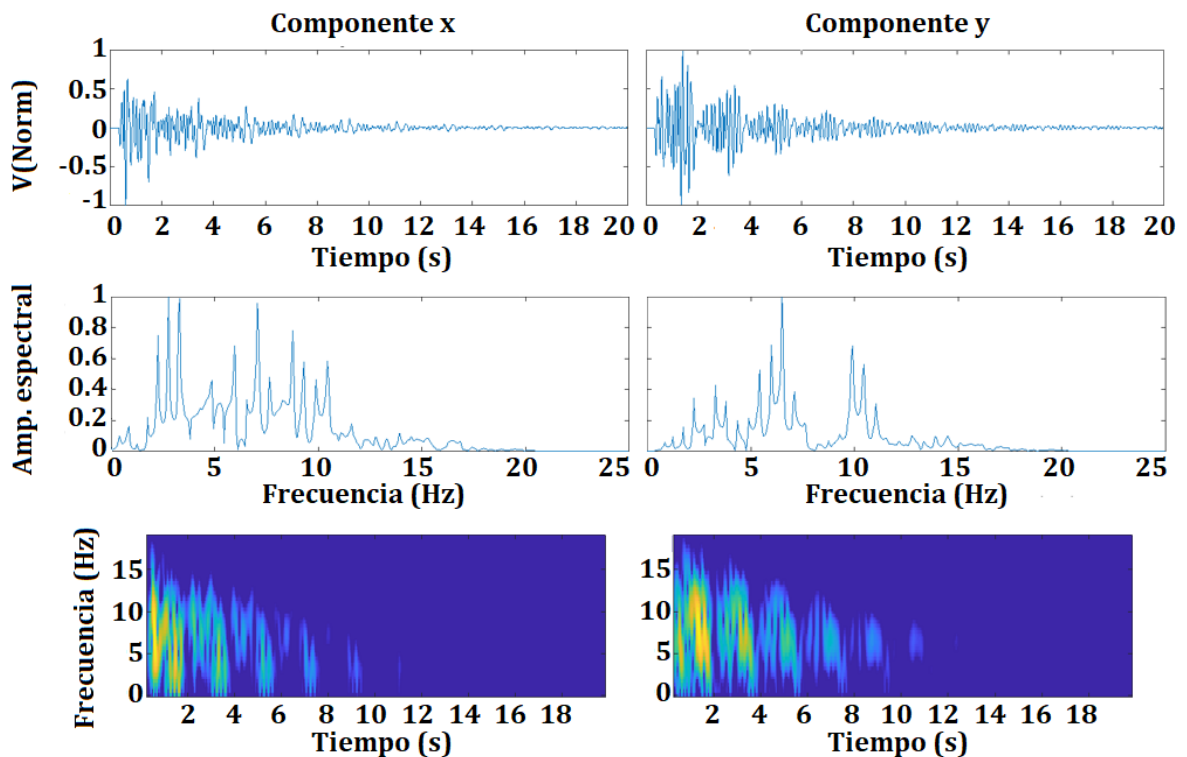 Componente x
Componente y
V(Norm)
1
0.5
0
-0.5
-1
0 2 4 6 8 10 12 14 16 18 20
0 2 4 6 8 10 12 14 16 18 20
Tiempo (s)
Tiempo (s)
Amp. espectral
1
0.8
0.6
0.4
0.2
0
0 5 10 15 20 25
0 5 10 15 20 25
Frecuencia (Hz)
Frecuencia (Hz)
Frecuencia (Hz)
15
10
5
0
15
10
5
0
2 4 6 8 10 12 14 16 18
2 4 6 8 10 12 14 16 18
Tiempo (s)
Tiempo (s)